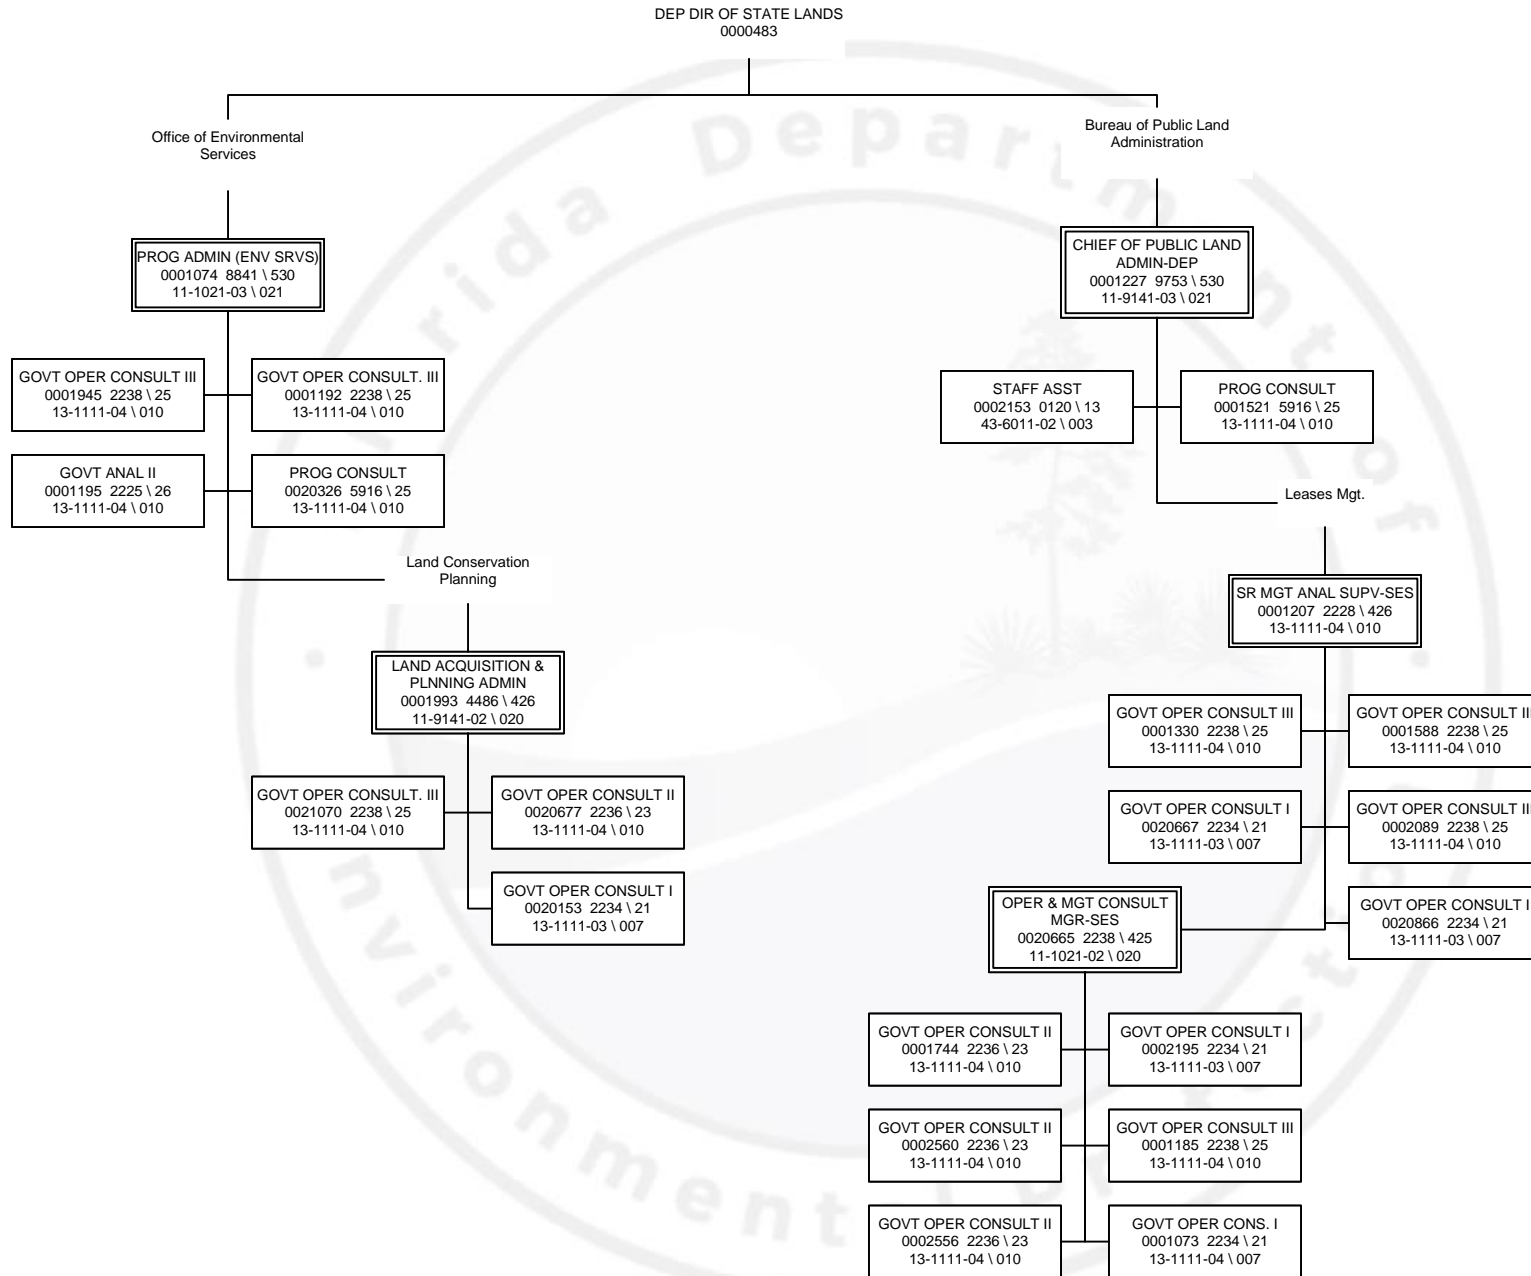 DEP DIR OF STATE LANDS
0000483
Office of Environmental
Services
Bureau of Public Land
Administration
PROG ADMIN (ENV SRVS)
0001074 8841 \ 530
11-1021-03 \ 021
CHIEF OF PUBLIC LAND
ADMIN-DEP
0001227 9753 \ 530
11-9141-03 \ 021
GOVT OPER CONSULT III
0001945 2238 \ 25
13-1111-04 \ 010
GOVT OPER CONSULT. III
0001192 2238 \ 25
13-1111-04 \ 010
STAFF ASST
0002153 0120 \ 13
43-6011-02 \ 003
PROG CONSULT
0001521 5916 \ 25
13-1111-04 \ 010
GOVT ANAL II
0001195 2225 \ 26
13-1111-04 \ 010
PROG CONSULT
0020326 5916 \ 25
13-1111-04 \ 010
Leases Mgt.
Land Conservation
Planning
SR MGT ANAL SUPV-SES
0001207 2228 \ 426
13-1111-04 \ 010
LAND ACQUISITION &
PLNNING ADMIN
0001993 4486 \ 426
11-9141-02 \ 020
GOVT OPER CONSULT III
0001330 2238 \ 25
13-1111-04 \ 010
GOVT OPER CONSULT III
0001588 2238 \ 25
13-1111-04 \ 010
GOVT OPER CONSULT. III
0021070 2238 \ 25
13-1111-04 \ 010
GOVT OPER CONSULT II
0020677 2236 \ 23
13-1111-04 \ 010
GOVT OPER CONSULT I
0020667 2234 \ 21
13-1111-03 \ 007
GOVT OPER CONSULT III
0002089 2238 \ 25
13-1111-04 \ 010
GOVT OPER CONSULT I
0020153 2234 \ 21
13-1111-03 \ 007
OPER & MGT CONSULT
MGR-SES
0020665 2238 \ 425
11-1021-02 \ 020
GOVT OPER CONSULT I
0020866 2234 \ 21
13-1111-03 \ 007
GOVT OPER CONSULT II
0001744 2236 \ 23
13-1111-04 \ 010
GOVT OPER CONSULT I
0002195 2234 \ 21
13-1111-03 \ 007
GOVT OPER CONSULT II
0002560 2236 \ 23
13-1111-04 \ 010
GOVT OPER CONSULT III
0001185 2238 \ 25
13-1111-04 \ 010
GOVT OPER CONSULT II
0002556 2236 \ 23
13-1111-04 \ 010
GOVT OPER CONS. I
0001073 2234 \ 21
13-1111-04 \ 007